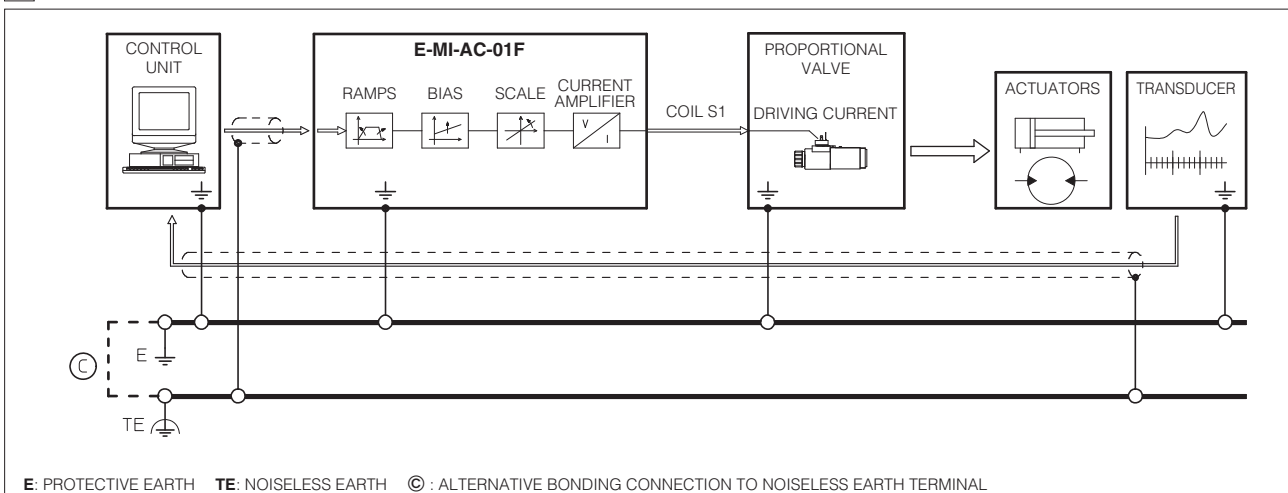 CONTROL
UNIT
E-MI-AC-01F
RAMPS BIAS SCALE CURRENT
AMPLIFIER
V
I
COIL S1
PROPORTIONAL
VALVE
DRIVING CURRENT
ACTUATORS
TRANSDUCER
C
E
TE
E: PROTECTIVE EARTH TE: NOISELESS EARTH © : ALTERNATIVE BONDING CONNECTION TO NOISELESS EARTH TERMINAL